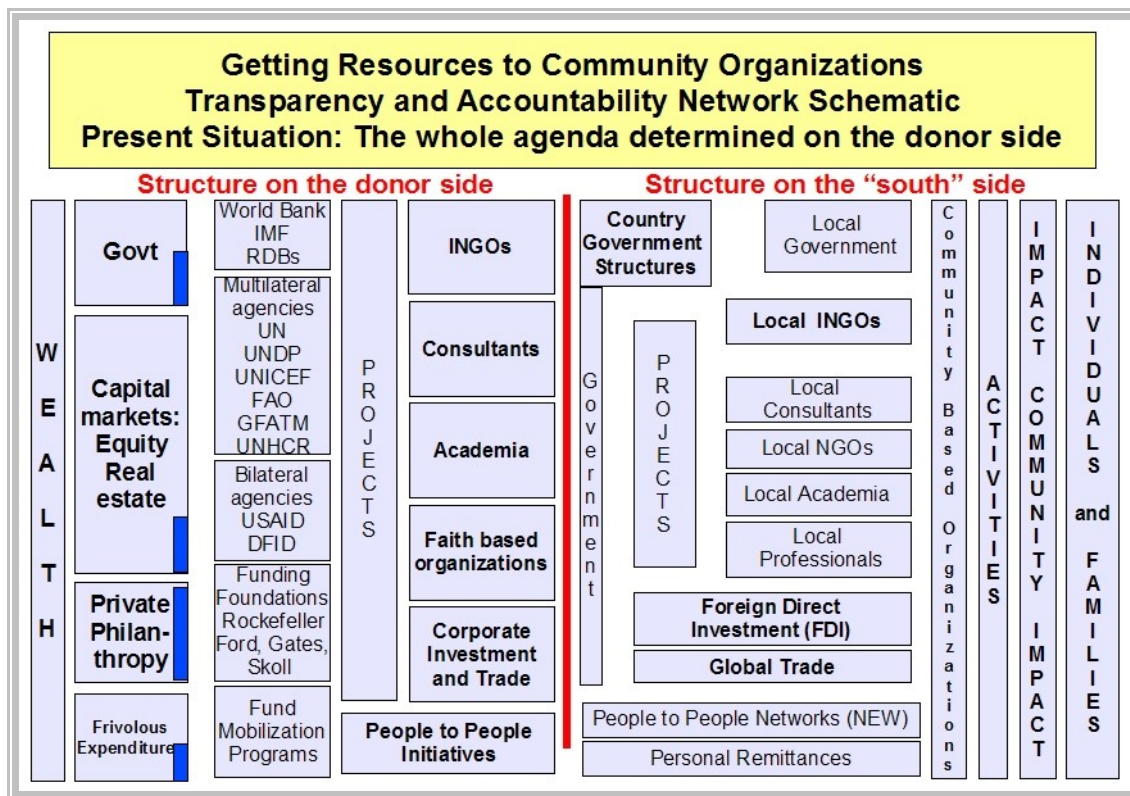 Getting Resources to Community Organizations
Transparency and Accountability Network Schematic
Present Situation: The whole agenda determined on the donor side
Structure on the donor side
Structure on the “south” side
WEALTH
Govt
Capital
markets:
Equity
Real
estate
Private
Philan-
thropy
Frivolous
Expenditure
World Bank
IMF
RDBs
Multilateral
agencies
UN
UNDP
UNICEF
FAO
GFATM
UNHCR
Bilateral
agencies
USAID
DFID
Funding
Foundations
Rockefeller
Ford, Gates,
Skoll
Fund
Mobilization
Programs
PROJECTS
INGOs
Consultants
Academia
Faith based
organizations
Corporate
Investment
and Trade
People to People
Initiatives
Country
Government
Structures
Government
PROJECTS
Local
Government
Local INGOs
Local
Consultants
Local NGOs
Local Academia
Local
Professionals
Foreign Direct
Investment (FDI)
Global Trade
People to People Networks (NEW)
Personal Remittances
Community Based Organizations
ACTIVITIES
IMPACT COMMUNITY IMPACT
INDIVIDUALS and FAMILIES